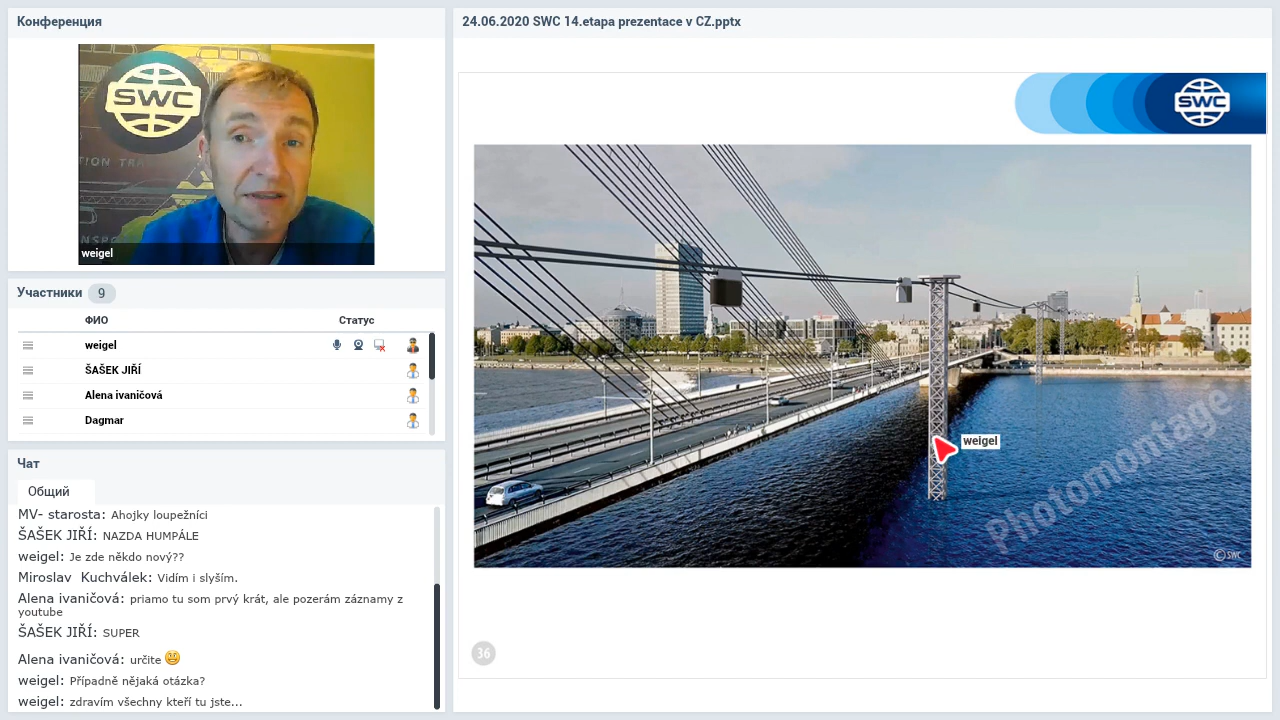 Конференция
SWC
weigel
Участники 9
ФИО Статус
weigel
ŠAŠEK JIŘÍ
Alena ivaničová
Dagmar
Чат
Общий
MV- starosta: Ahojky loupežníci
ŠAŠEK JIŘÍ: NAZDA HUMPÁLE
weigel: Je zde někdo nový??
Miroslav Kuchválek: Vidím i slyším.
Alena ivaničová: priamo tu som prvý krát, ale pozerám záznamy z
youtube
ŠAŠEK JIŘÍ: SUPER
Alena ivaničová: určite
weigel: Případně nějaká otázka?
weigel: zdravím všechny kteří tu jste...
24.06.2020 SWC 14.etapa prezentace v CZ.pptx
SWC
weigel
Photomontage
© SWC
36